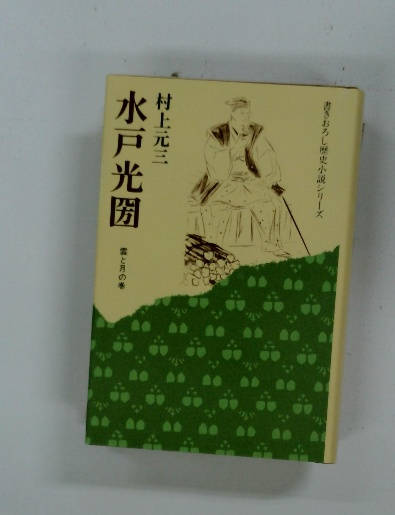 書きおろし歴史小説シリーズ
村上元三
水戸光圀
雲と月の巻